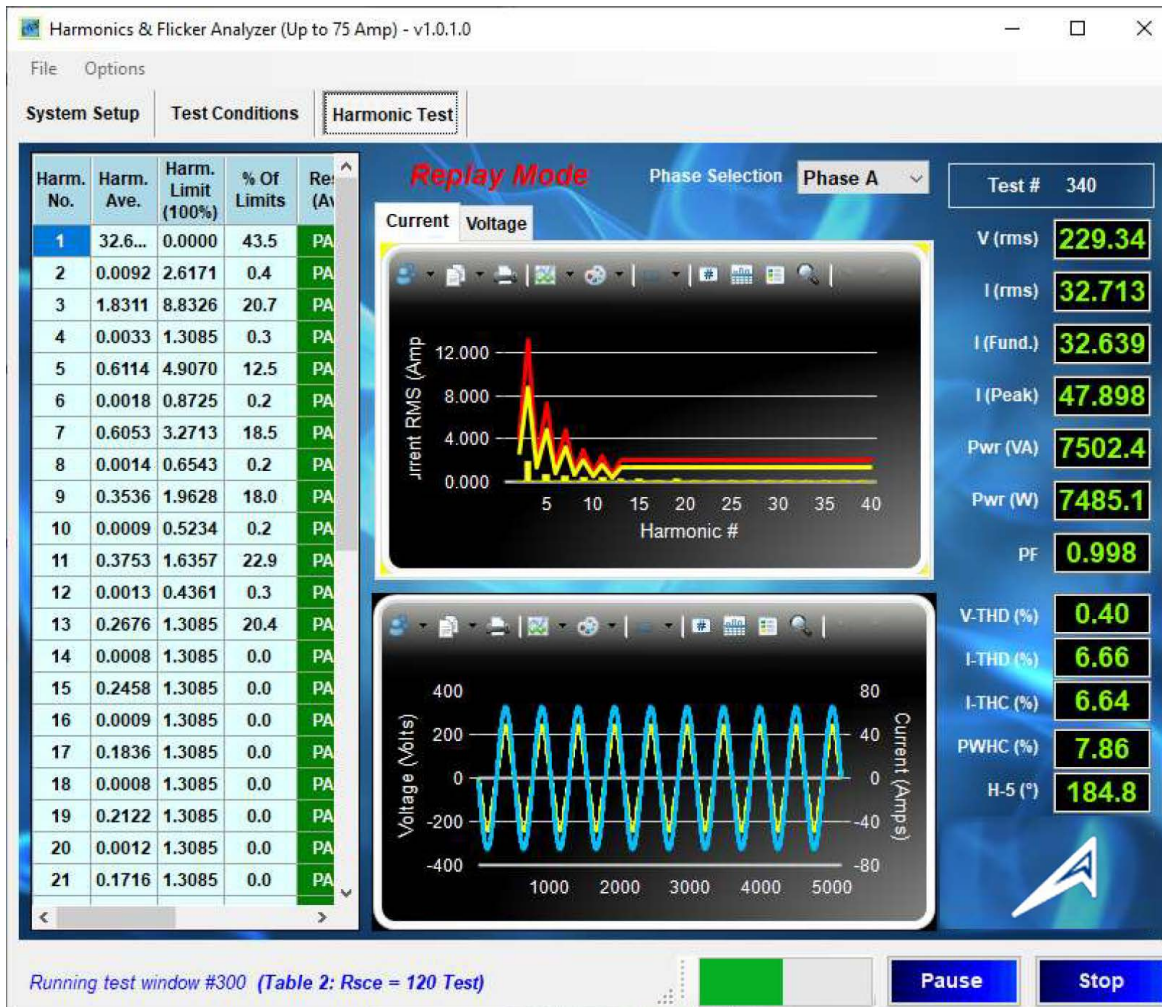 Harmonics & Flicker Analyzer (Up to 75 Amp) - v1.0.1.0
File Options
System Setup Test Conditions Harmonic Test
Harm. No. Harm. Ave. Harm. Limit (100%) % Of Limits
1 32.6... 0.0000 43.5 PA
2 0.0092 2.6171 0.4 PA
3 1.8311 8.8326 20.7 PA
4 0.0033 1.3085 0.3 PA
5 0.6114 4.9070 12.5 PA
6 0.0018 0.8725 0.2 PA
7 0.6053 3.2713 18.5 PA
8 0.0014 0.6543 0.2 PA
9 0.3536 1.9628 18.0 PA
10 0.0009 0.5234 0.2 PA
11 0.3753 1.6357 22.9 PA
12 0.0013 0.4361 0.3 PA
13 0.2676 1.3085 20.4 PA
14 0.0008 1.3085 0.0 PA
15 0.2458 1.3085 0.0 PA
16 0.0009 1.3085 0.0 PA
17 0.1836 1.3085 0.0 PA
18 0.0008 1.3085 0.0 PA
19 0.2122 1.3085 0.0 PA
20 0.0012 1.3085 0.0 PA
21 0.1716 1.3085 0.0 PA
Replay Mode
Phase Selection Phase A
Current Voltage
12.000
8.000
4.000
0.000
5 10 15 20 25 30 35 40
Harmonic #
Voltage (Volts)
400
200
0
-200
-400
Current (Amps)
80
40
0
-40
-80
1000 2000 3000 4000 5000
Test # 340
V (rms) 229.34
I (rms) 32.713
I (Fund.) 32.639
I (Peak) 47.898
Pwr (VA) 7502.4
Pwr (W) 7485.1
PF 0.998
V-THD (%) 0.40
I-THD (%) 6.66
I-THC (%) 6.64
PWHC (%) 7.86
H-5 (°) 184.8
Running test window #300 (Table 2: Rsce = 120 Test)
Pause Stop